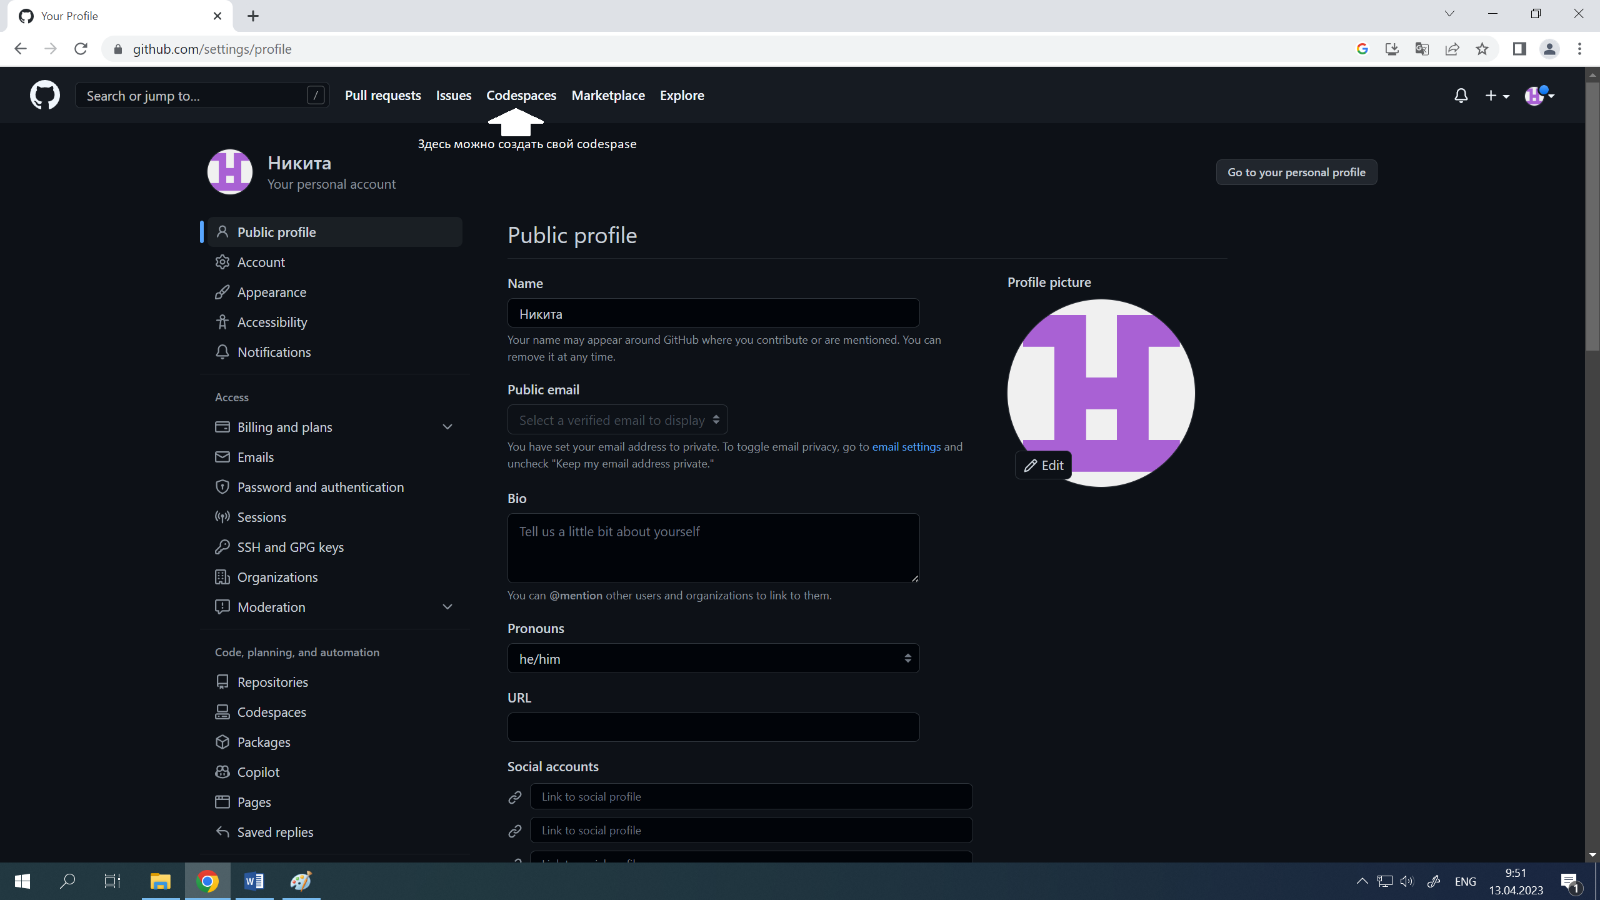 Your Profile
github.com/settings/profile
Search or jump to... /
Pull requests Issues Codespaces Marketplace Explore
Здесь можно создать свой codespase
Никита
Your personal account
Go to your personal profile
Public profile
Account
Appearance
Accessibility
Notifications
Access
Billing and plans
Emails
Password and authentication
Sessions
SSH and GPG keys
Organizations
Moderation
Code, planning, and automation
Repositories
Codespaces
Packages
Copilot
Pages
Saved replies
Public profile
Name
Никита
Your name may appear around GitHub where you contribute or are mentioned. You can
remove it at any time.
Public email
Select a verified email to display
You have set your email address to private. To toggle email privacy, go to email settings and
uncheck "Keep my email address private."
Bio
Tell us a little bit about yourself
You can @mention other users and organizations to link to them.
Pronouns
he/him
URL
Social accounts
Link to social profile
Link to social profile
Profile picture
Edit
ENG
9:51
13.04.2023
1